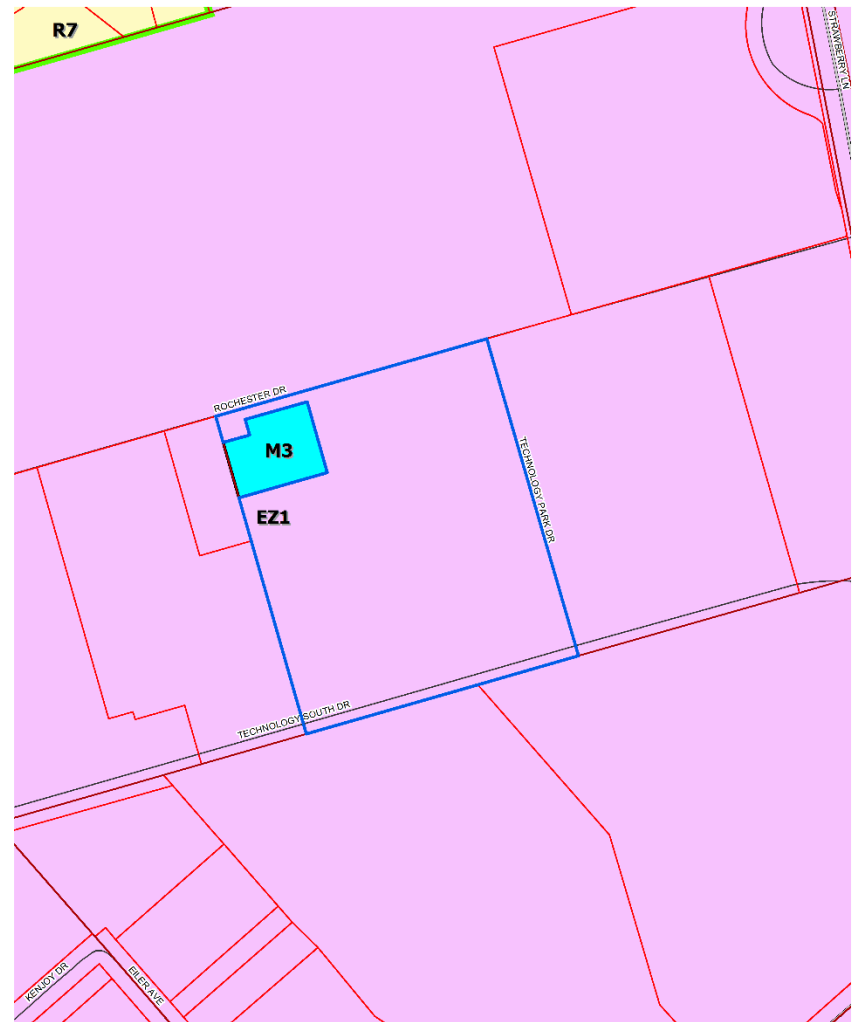 R7
STRAWBERRY LN
ROCHESTER DR
M3
TECHNOLOGY PARK DR
EZ1
TECHNOLOGY SOUTH DR
KENJOY DR
EILER AVE